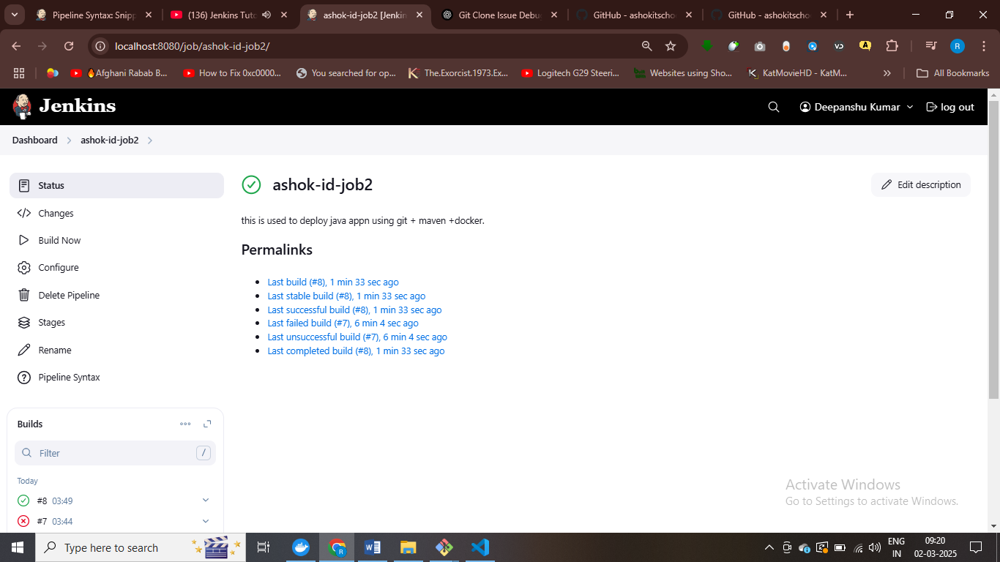 Pipeline Syntax: Snipp
(136) Jenkins Tuto
ashok-id-job2 [Jenkin
Git Clone Issue Debu
GitHub - ashokitscho
GitHub - ashokitscho
localhost:8080/job/ashok-id-job2/
R
Afghani Rabab B...
How to Fix 0xc0000...
You searched for op...
The.Exorcist.1973.Ex...
Logitech G29 Steeri...
Websites using Sho...
KatMovieHD - KatM...
»
All Bookmarks
Jenkins
Deepanshu Kumar
log out
Dashboard
ashok-id-job2
Status
Changes
Build Now
Configure
Delete Pipeline
Stages
Rename
Pipeline Syntax
ashok-id-job2
Edit description
this is used to deploy java appn using git + maven +docker.
Permalinks
Last build (#8), 1 min 33 sec ago
Last stable build (#8), 1 min 33 sec ago
Last successful build (#8), 1 min 33 sec ago
Last failed build (#7), 6 min 4 sec ago
Last unsuccessful build (#7), 6 min 4 sec ago
Last completed build (#8), 1 min 33 sec ago
Builds
Filter
/
Today
#8 03:49
#7 03:44
Activate Windows
Go to Settings to activate Windows.
Type here to search
ENG
IN
09:20
02-03-2025